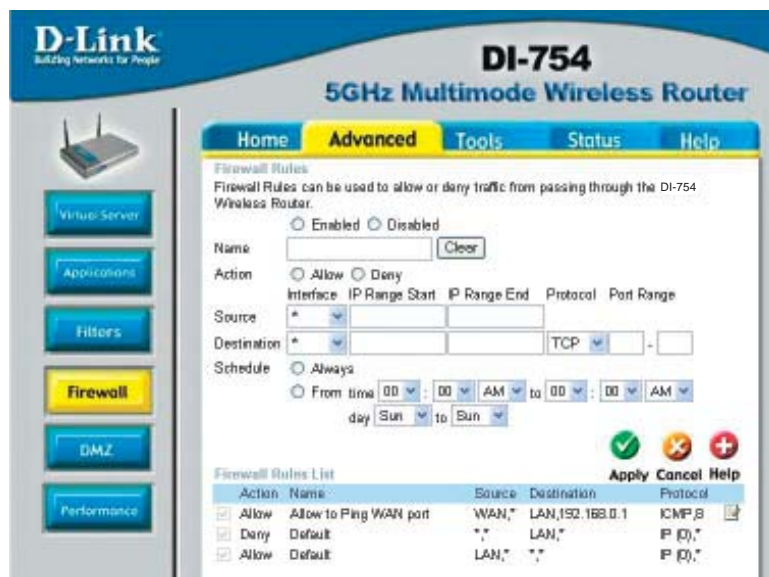 D-Link
Building Networks for People
DI-754
5GHz Multimode Wireless Router
Home Advanced Tools Status Help
Virtual Server
Applications
Filters
Firewall
DMZ
Performance
Firewall Rules
Firewall Rules can be used to allow or deny traffic from passing through the DI-754
Wireless Router.
Enabled Disabled
Name Clear
Action Allow Deny
Interface IP Range Start IP Range End Protocol Port Range
Source *
Destination * TCP -
Schedule Always
From time 00 : 00 AM to 00 : 00 AM
day Sun to Sun
Apply Cancel Help
Firewall Rules List
Action Name Source Destination Protocol
Allow Allow to Ping WAN port WAN,* LAN,192.168.0.1 ICMP,8
Deny Default *,* LAN,* IP (0),*
Allow Default LAN,* *,* IP (0),*